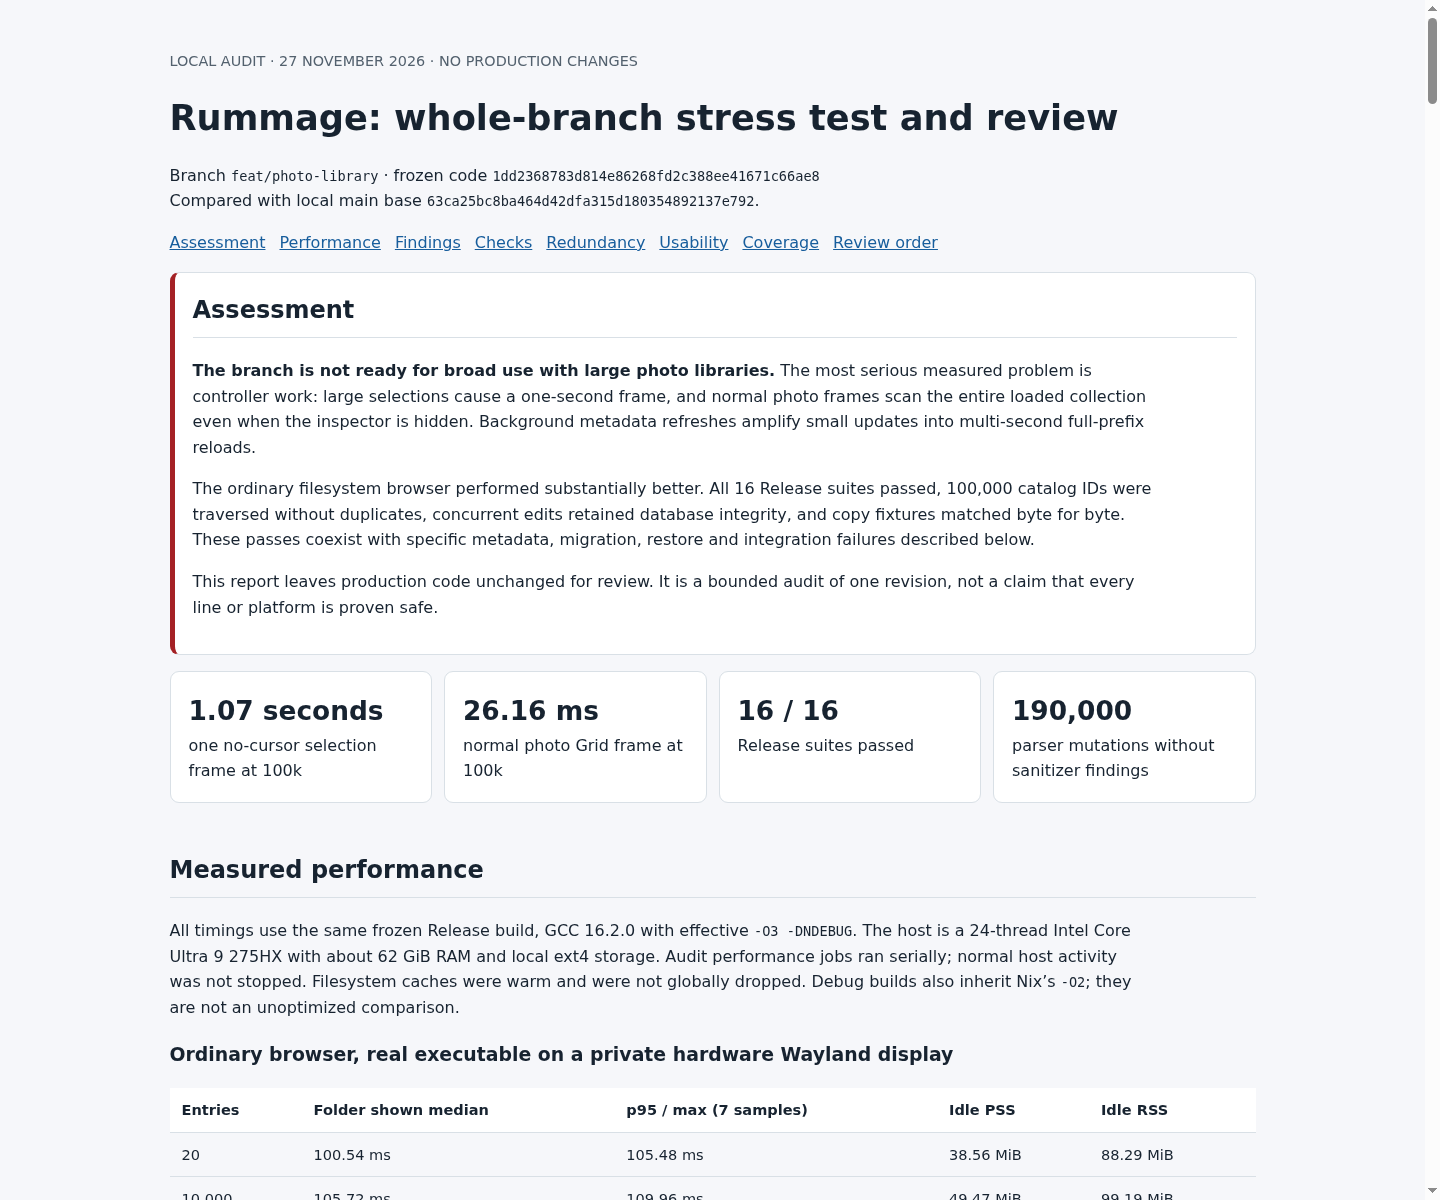 LOCAL AUDIT · 27 NOVEMBER 2026 · NO PRODUCTION CHANGES
Rummage: whole-branch stress test and review
Branch feat/photo-library · frozen code 1dd2368783d814e86268fd2c388ee41671c66ae8
Compared with local main base 63ca25bc8ba464d42dfa315d180354892137e792.
Assessment Performance Findings Checks Redundancy Usability Coverage Review order
Assessment
The branch is not ready for broad use with large photo libraries. The most serious measured problem is
controller work: large selections cause a one-second frame, and normal photo frames scan the entire loaded collection
even when the inspector is hidden. Background metadata refreshes amplify small updates into multi-second full-prefix
reloads.
The ordinary filesystem browser performed substantially better. All 16 Release suites passed, 100,000 catalog IDs were
traversed without duplicates, concurrent edits retained database integrity, and copy fixtures matched byte for byte.
These passes coexist with specific metadata, migration, restore and integration failures described below.
This report leaves production code unchanged for review. It is a bounded audit of one revision, not a claim that every
line or platform is proven safe.
1.07 seconds
one no-cursor selection
frame at 100k
26.16 ms
normal photo Grid frame at
100k
16 / 16
Release suites passed
190,000
parser mutations without
sanitizer findings
Measured performance
All timings use the same frozen Release build, GCC 16.2.0 with effective -O3 -DNDEBUG. The host is a 24-thread Intel Core
Ultra 9 275HX with about 62 GiB RAM and local ext4 storage. Audit performance jobs ran serially; normal host activity
was not stopped. Filesystem caches were warm and were not globally dropped. Debug builds also inherit Nix’s -O2; they
are not an unoptimized comparison.
Ordinary browser, real executable on a private hardware Wayland display
Entries Folder shown median p95 / max (7 samples) Idle PSS Idle RSS
20 100.54 ms 105.48 ms 38.56 MiB 88.29 MiB
10,000 105.72 ms 109.96 ms 49.47 MiB 99.19 MiB